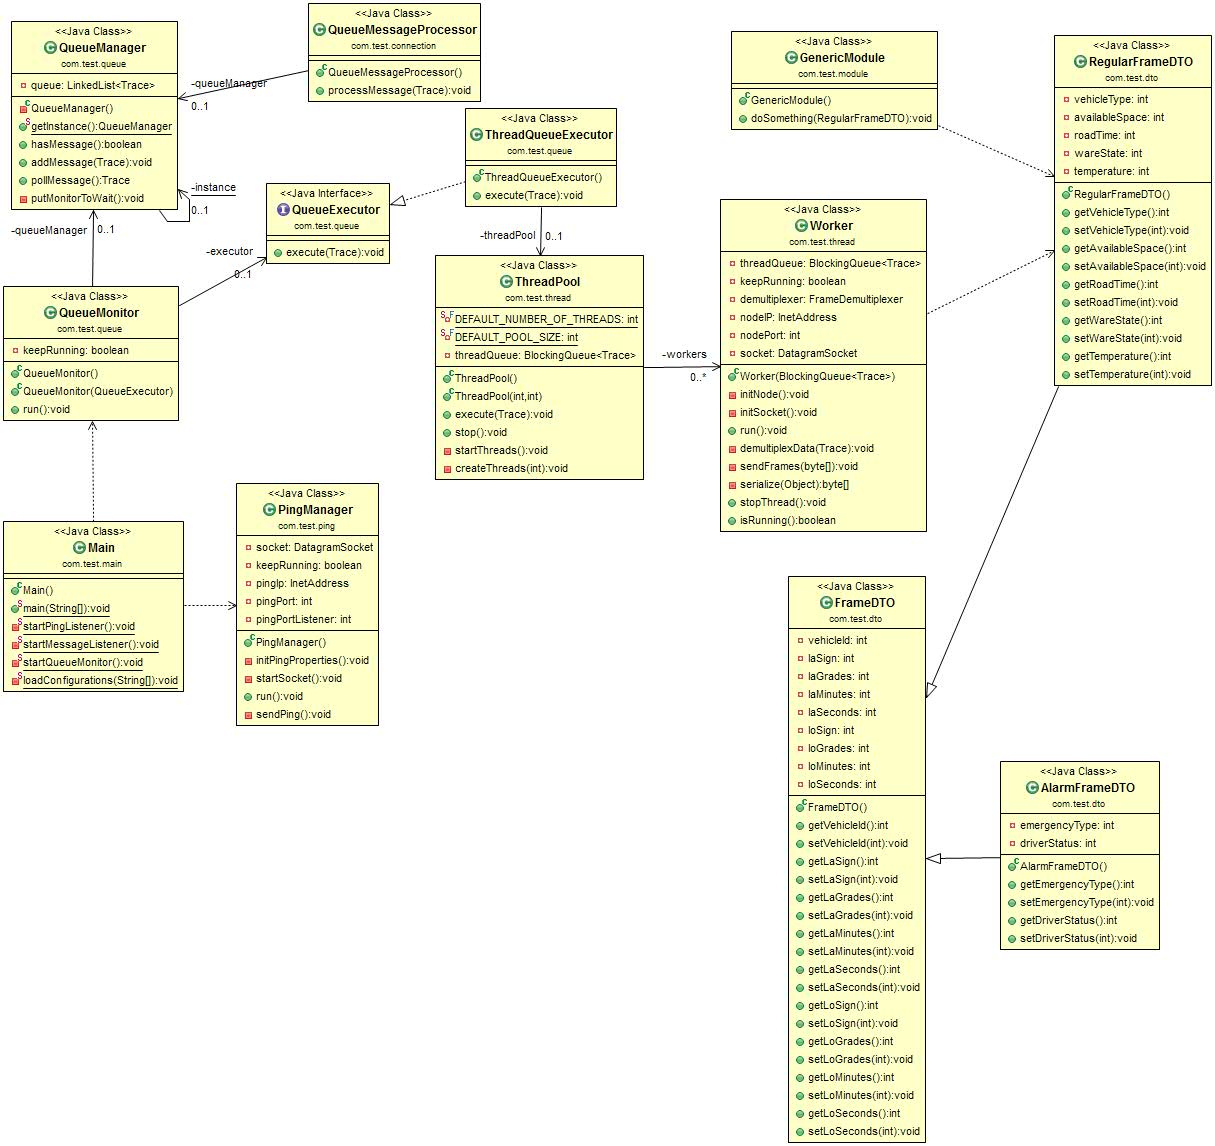 <<Java Class>>
QueueManager
com.test.queue
queue: LinkedList<Trace>
QueueManager()
getInstance():QueueManager
hasMessage():boolean
addMessage(Trace):void
pollMessage():Trace
putMonitorToWait():void
-instance
0..1
<<Java Class>>
QueueMessageProcessor
com.test.connection
QueueMessageProcessor()
processMessage(Trace):void
-queueManager
0..1
<<Java Class>>
ThreadQueueExecutor
com.test.queue
ThreadQueueExecutor()
execute(Trace):void
<<Java Interface>>
QueueExecutor
com.test.queue
execute(Trace):void
-queueManager
0..1
-executor
0..1
-threadPool
0..1
<<Java Class>>
QueueMonitor
com.test.queue
keepRunning: boolean
QueueMonitor()
QueueMonitor(QueueExecutor)
run():void
<<Java Class>>
ThreadPool
com.test.thread
DEFAULT_NUMBER_OF_THREADS: int
DEFAULT_POOL_SIZE: int
threadQueue: BlockingQueue<Trace>
ThreadPool()
ThreadPool(int,int)
execute(Trace):void
stop():void
startThreads():void
createThreads(int):void
-workers
0..*
<<Java Class>>
GenericModule
com.test.module
GenericModule()
doSomething(RegularFrameDTO):void
<<Java Class>>
Worker
com.test.thread
threadQueue: BlockingQueue<Trace>
keepRunning: boolean
demultiplexer: FrameDemultiplexer
nodeIP: InetAddress
nodePort: int
socket: DatagramSocket
Worker(BlockingQueue<Trace>)
initNode():void
initSocket():void
run():void
demultiplexData(Trace):void
sendFrames(byte[]):void
serialize(Object):byte[]
stopThread():void
isRunning():boolean
<<Java Class>>
RegularFrameDTO
com.test.dto
vehicleType: int
availableSpace: int
roadTime: int
wareState: int
temperature: int
RegularFrameDTO()
getVehicleType():int
setVehicleType(int):void
getAvailableSpace():int
setAvailableSpace(int):void
getRoadTime():int
setRoadTime(int):void
getWareState():int
setWareState(int):void
getTemperature():int
setTemperature(int):void
<<Java Class>>
Main
com.test.main
Main()
main(String[]):void
startPingListener():void
startMessageListener():void
startQueueMonitor():void
loadConfigurations(String[]):void
<<Java Class>>
PingManager
com.test.ping
socket: DatagramSocket
keepRunning: boolean
pingIp: InetAddress
pingPort: int
pingPortListener: int
PingManager()
initPingProperties():void
startSocket():void
run():void
sendPing():void
<<Java Class>>
FrameDTO
com.test.dto
vehicleId: int
laSign: int
laGrades: int
laMinutes: int
laSeconds: int
loSign: int
loGrades: int
loMinutes: int
loSeconds: int
FrameDTO()
getVehicleId():int
setVehicleId(int):void
getLaSign():int
setLaSign(int):void
getLaGrades():int
setLaGrades(int):void
getLaMinutes():int
setLaMinutes(int):void
getLaSeconds():int
setLaSeconds(int):void
getLoSign():int
setLoSign(int):void
getLoGrades():int
setLoGrades(int):void
getLoMinutes():int
setLoMinutes(int):void
getLoSeconds():int
setLoSeconds(int):void
<<Java Class>>
AlarmFrameDTO
com.test.dto
emergencyType: int
driverStatus: int
AlarmFrameDTO()
getEmergencyType():int
setEmergencyType(int):void
getDriverStatus():int
setDriverStatus(int):void